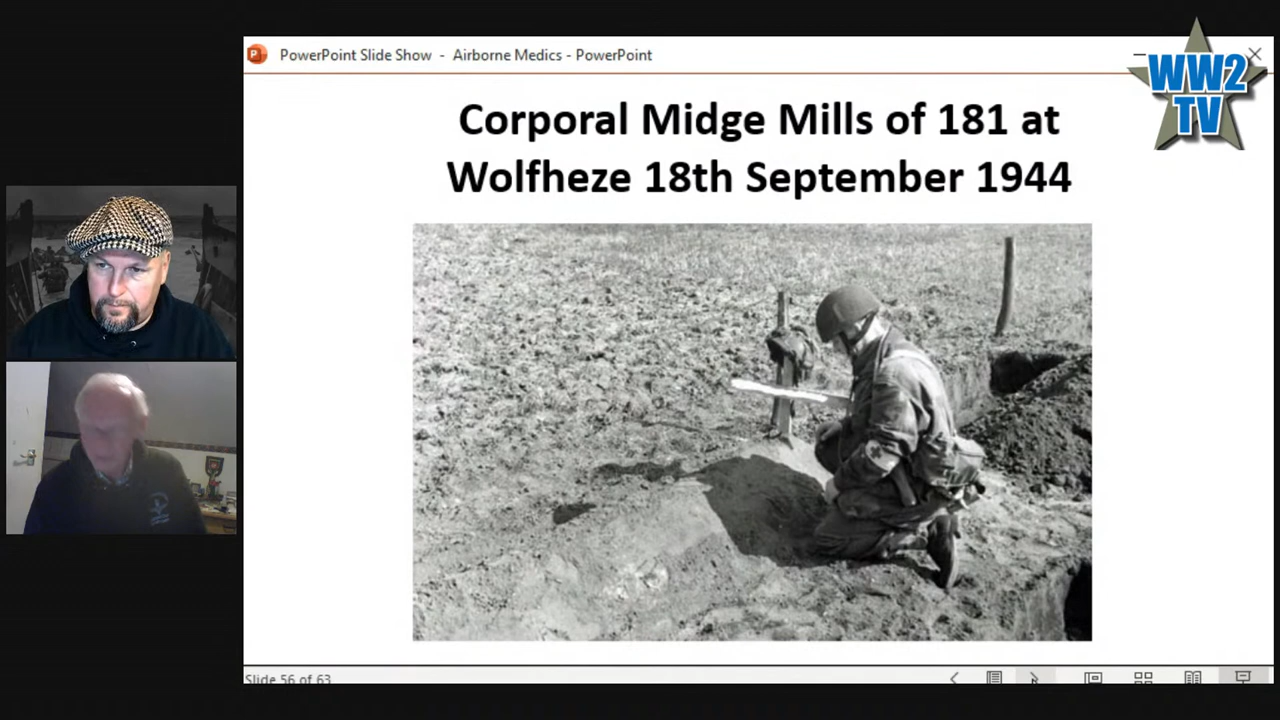 PowerPoint Slide Show - Airborne Medics - PowerPoint
WW2
TV
Corporal Midge Mills of 181 at
Wolfheze 18th September 1944
Slide 56 of 63